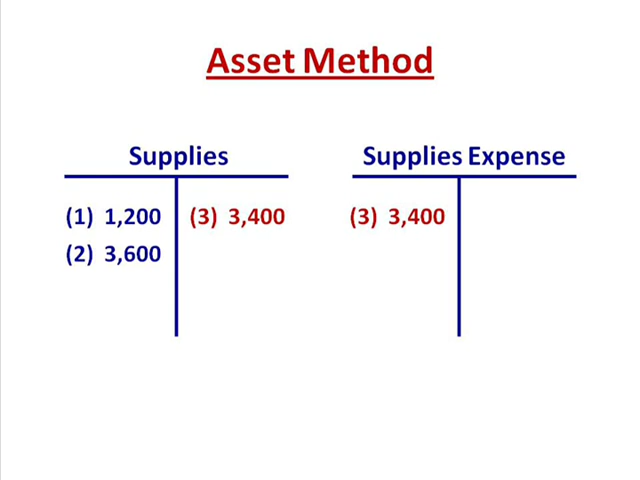 Asset Method
Supplies
(1) 1,200 (3) 3,400
(2) 3,600
Supplies Expense
(3) 3,400